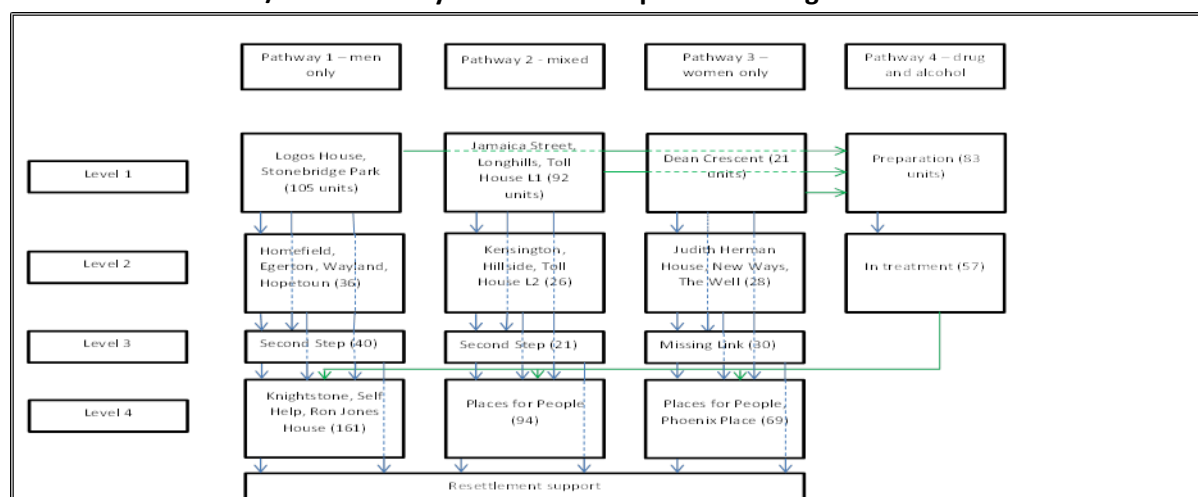 Pathway 1 – men
only
Pathway 2 - mixed
Pathway 3 –
women only
Pathway 4 – drug
and alcohol
Level 1
Logos House,
Stonebridge Park
(105 units)
Jamaica Street,
Longhills, Toll
House L1 (92
units)
Dean Crescent (21
units)
Preparation (83
units)
Level 2
Homefield,
Egerton, Wayland,
Hopetoun (36)
Kensington,
Hillside, Toll
House L2 (26)
Judith Herman
House, New Ways,
The Well (28)
In treatment (57)
Level 3
Second Step (40)
Second Step (21)
Missing Link (30)
Level 4
Knightstone, Self
Help, Ron Jones
House (161)
Places for People
(94)
Places for People,
Phoenix Place (69)
Resettlement support